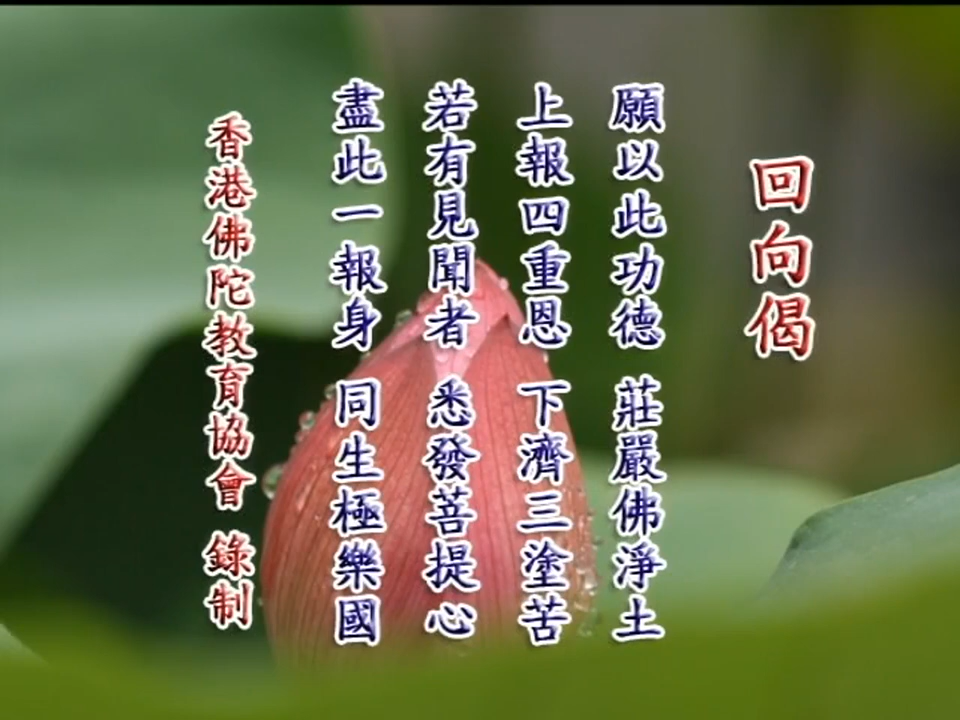 回向偈
願以此功德 莊嚴佛淨土
上報四重恩 下濟三塗苦
若有見聞者 悉發菩提心
盡此一報身 同生極樂國
香港佛陀教育協會 錄制